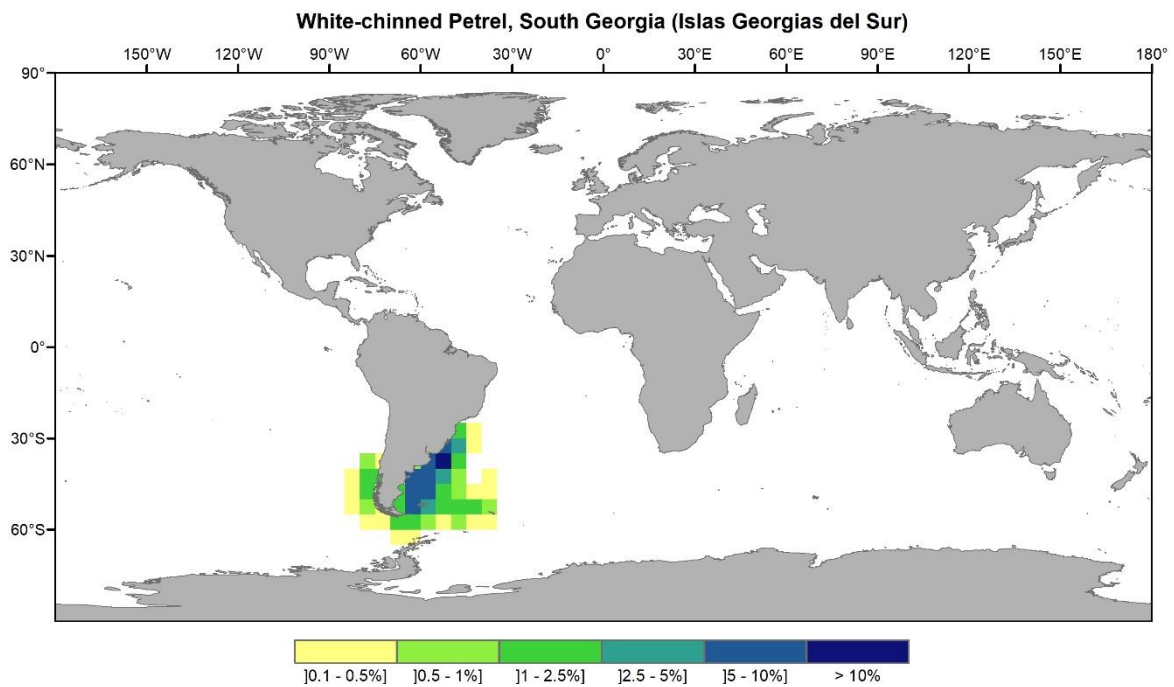 White-chinned Petrel, South Georgia (Islas Georgias del Sur)
150°W 120°W 90°W 60°W 30°W 0° 30°E 60°E 90°E 120°E 150°E 180°
90°
60°N
30°N
0°
30°S
60°S
]0.1 - 0.5%] ]0.5 - 1%] ]1 - 2.5%] ]2.5 - 5%] ]5 - 10%] > 10%